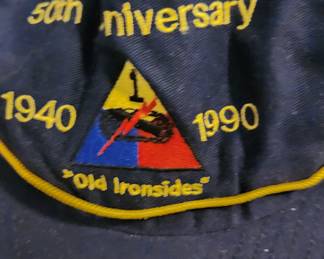 50th Anniversary
1
1940 1990
"Old Ironsides"